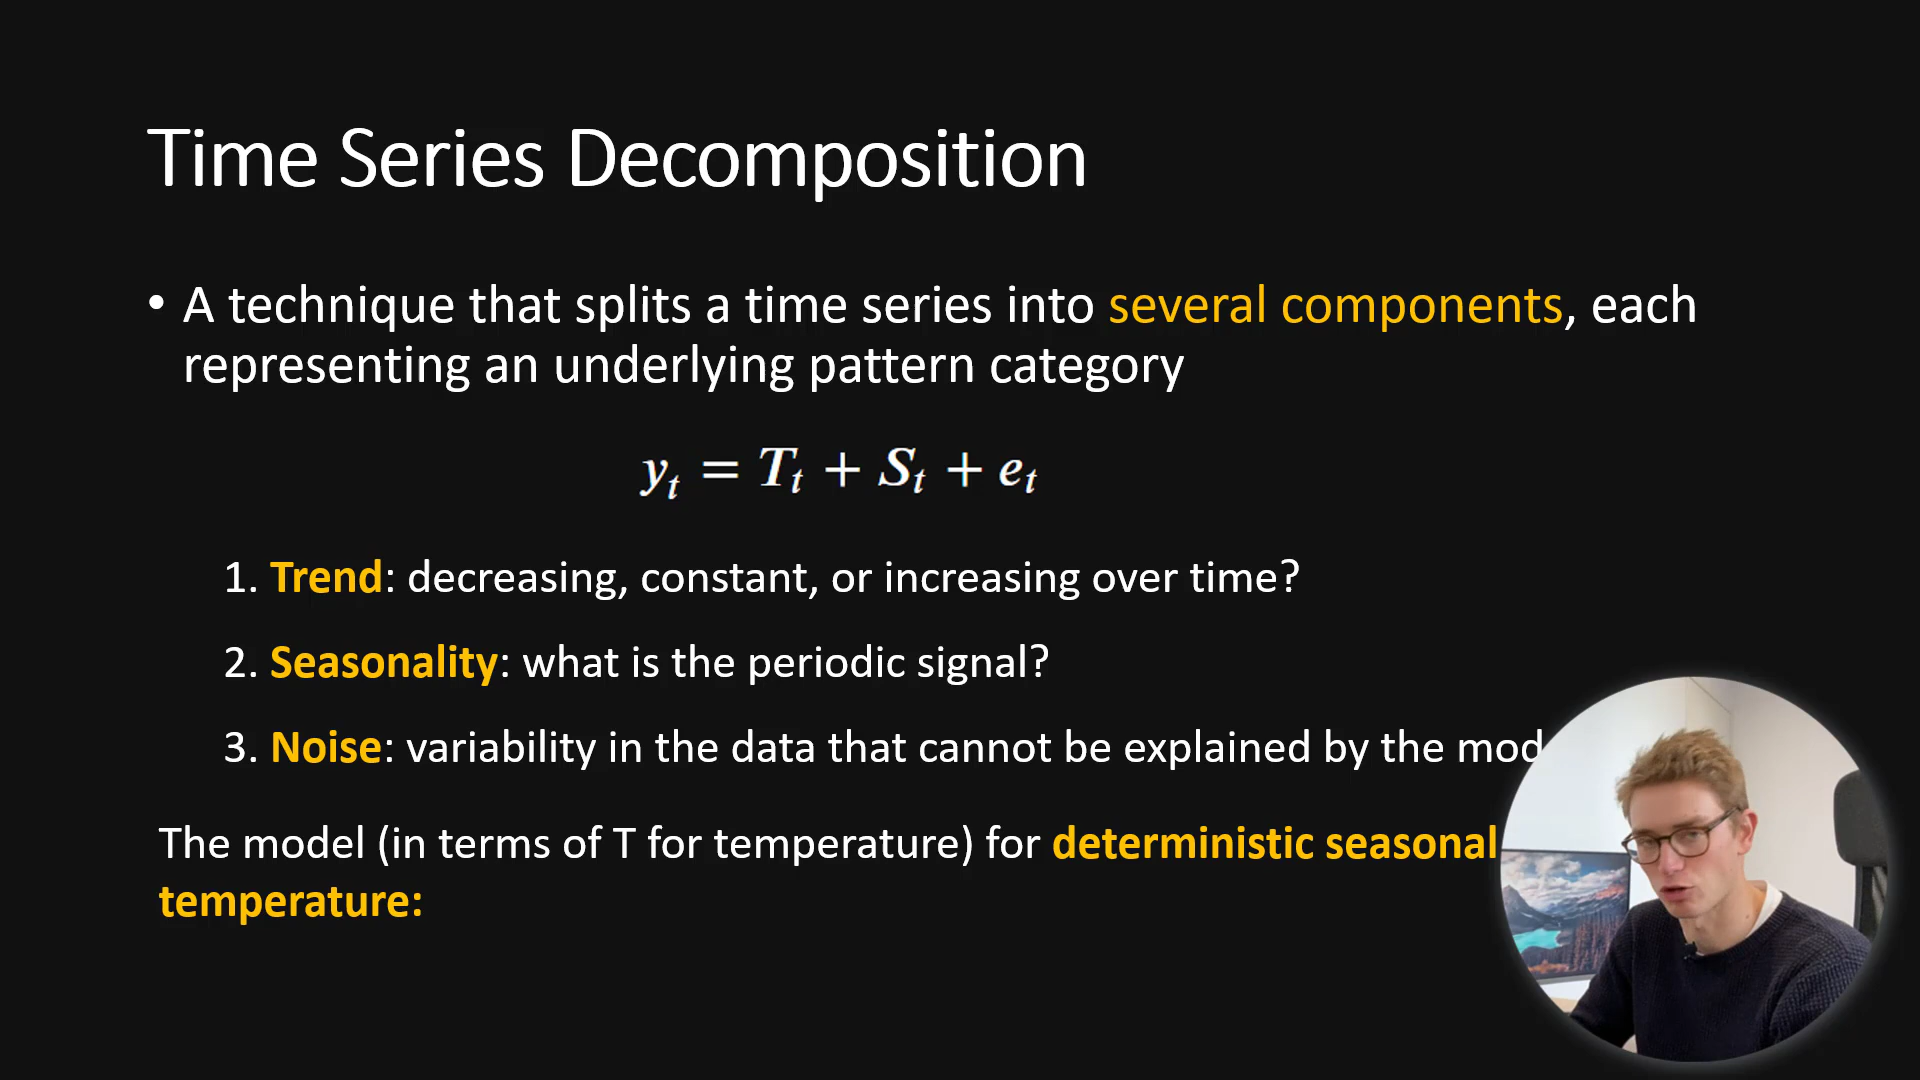 Time Series Decomposition
• A technique that splits a time series into several components, each
representing an underlying pattern category
yₜ = Tₜ + Sₜ + eₜ
1. Trend: decreasing, constant, or increasing over time?
2. Seasonality: what is the periodic signal?
3. Noise: variability in the data that cannot be explained by the mod
The model (in terms of T for temperature) for deterministic seasonal
temperature: